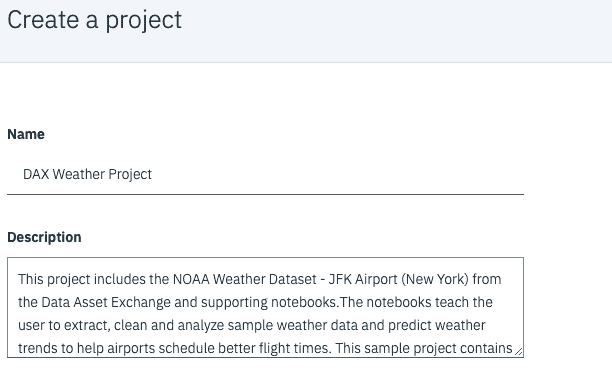 Create a project
Name
DAX Weather Project
Description
This project includes the NOAA Weather Dataset - JFK Airport (New York) from
the Data Asset Exchange and supporting notebooks.The notebooks teach the
user to extract, clean and analyze sample weather data and predict weather
trends to help airports schedule better flight times. This sample project contains